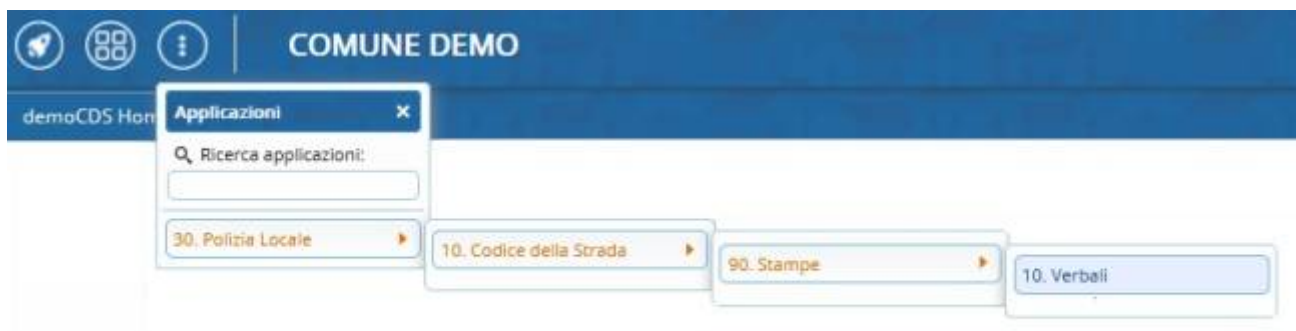 COMUNE DEMO
demoCDS Hom
Applicazioni
Ricerca applicazioni:
30. Polizia Locale
10. Codice della Strada
90. Stampe
10. Verbali